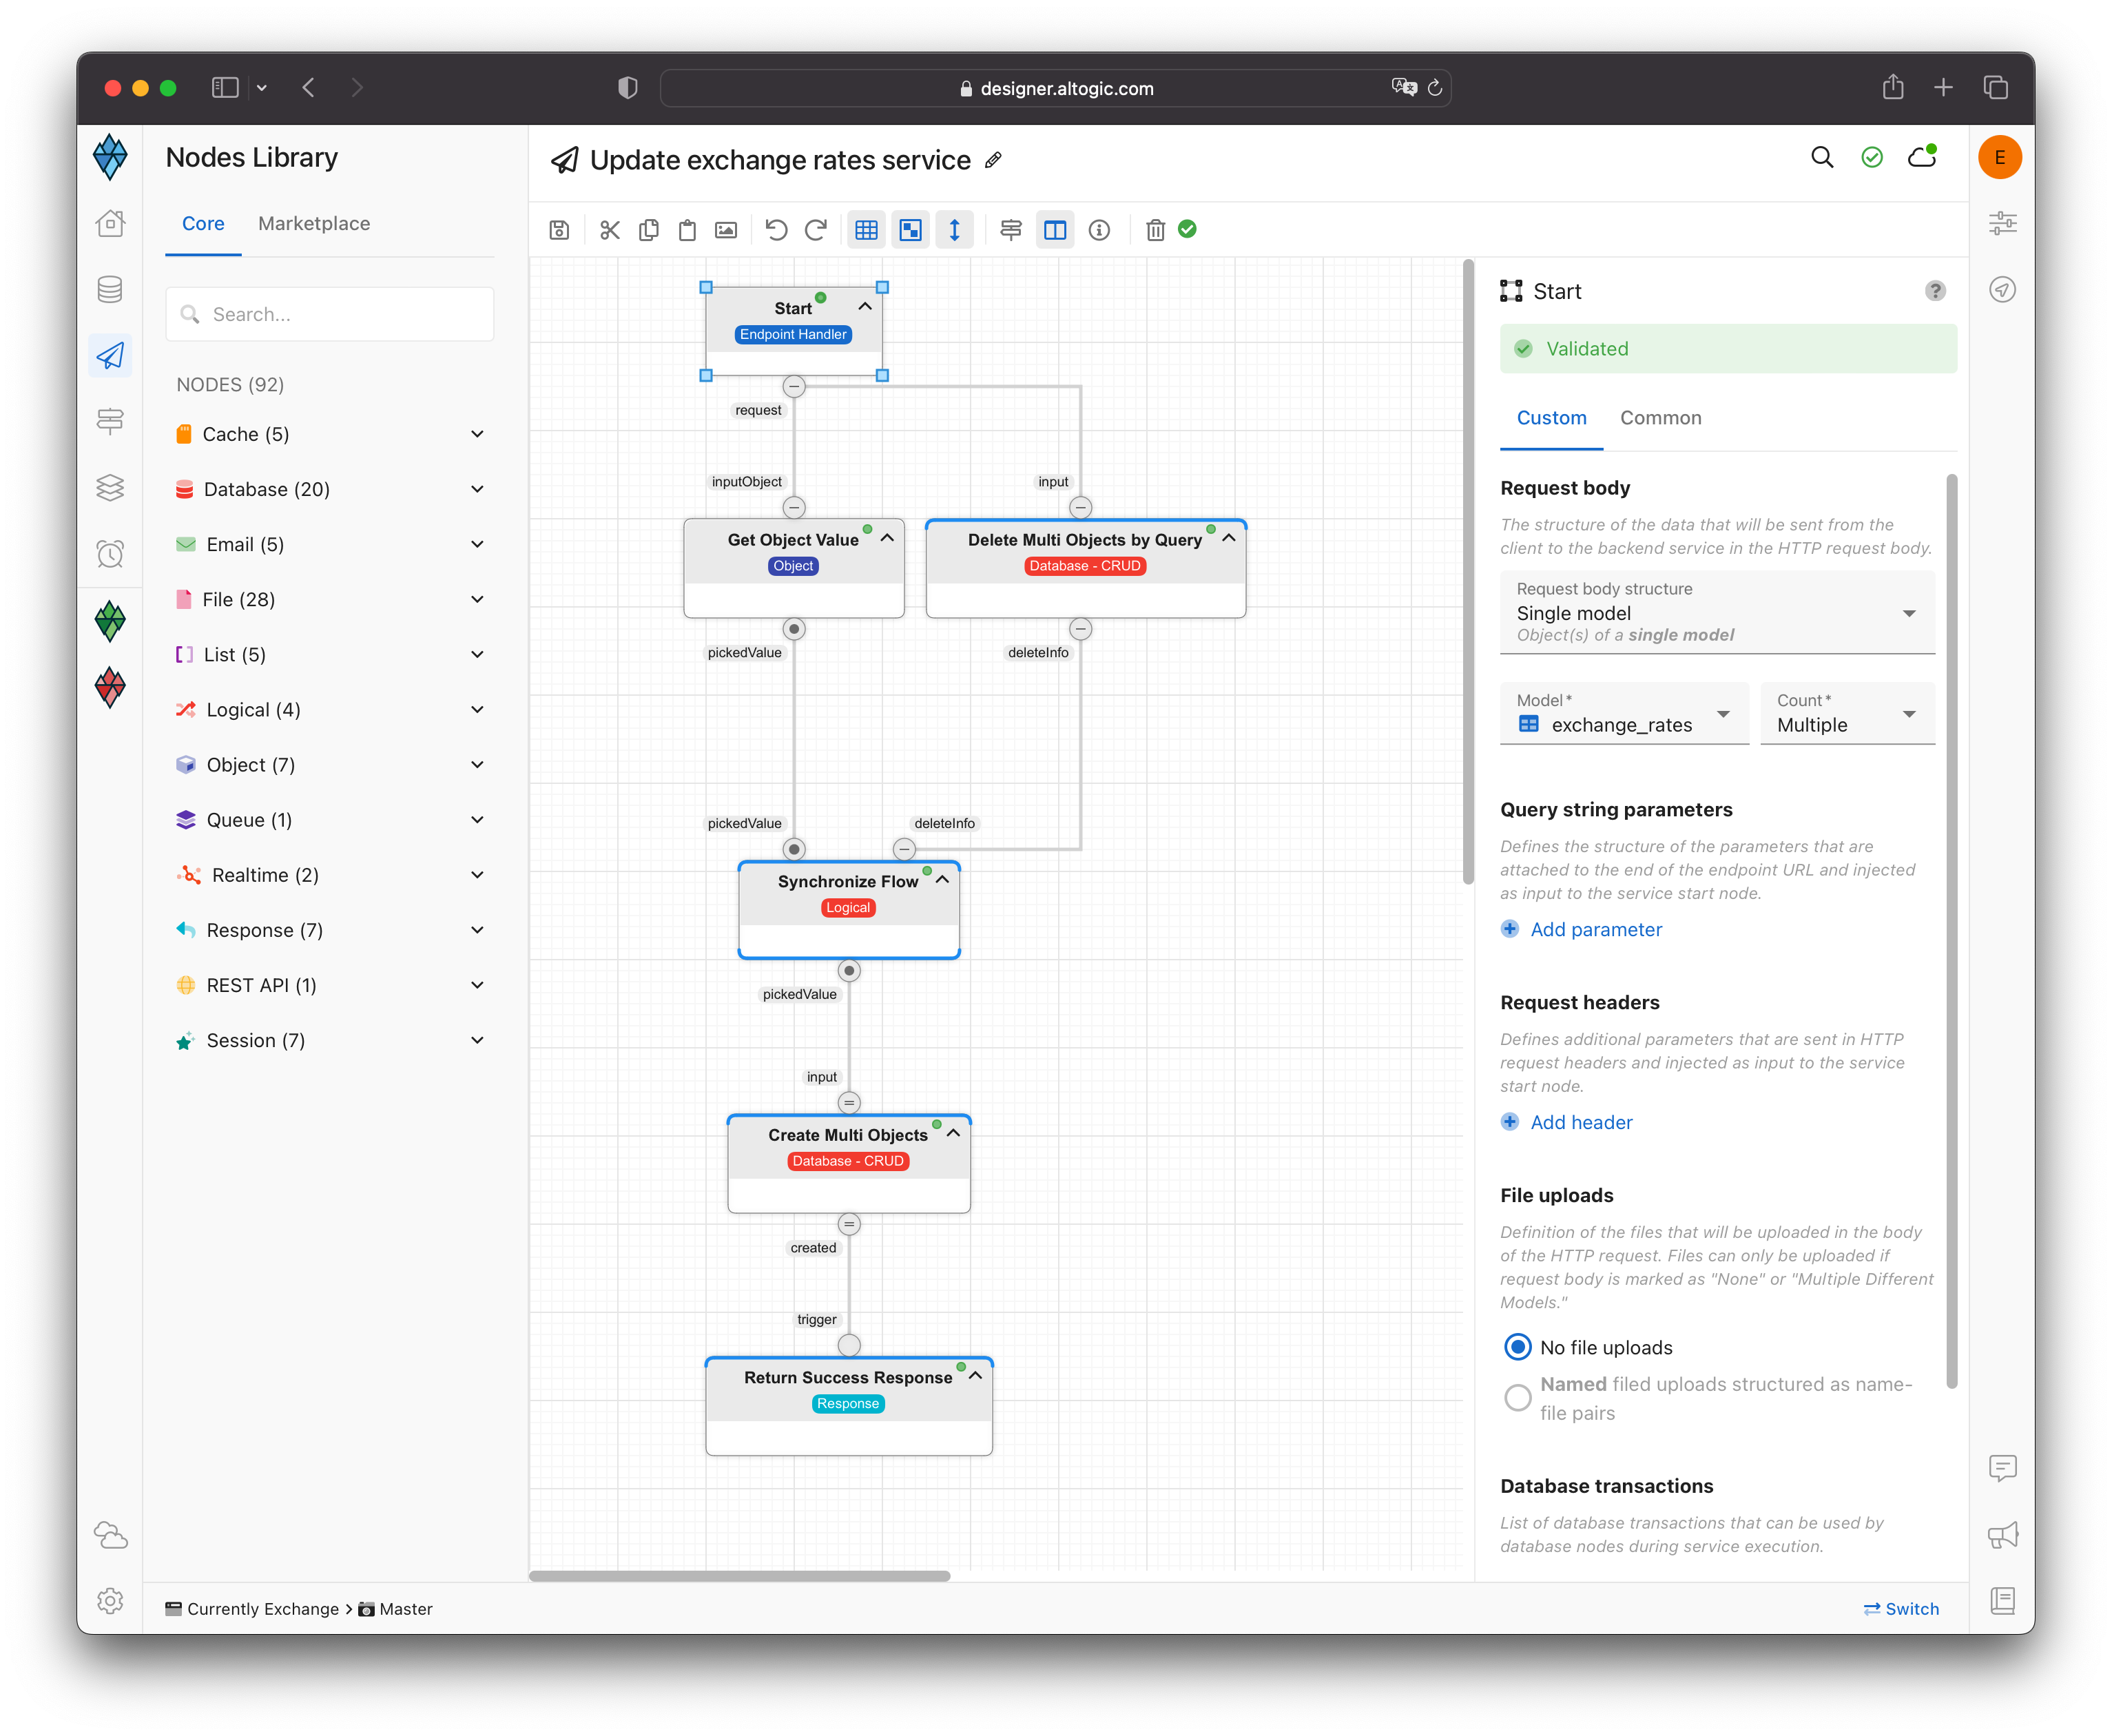 designer.altogic.com
Nodes Library
Core
Marketplace
Search...
NODES (92)
Cache (5)
Database (20)
Email (5)
File (28)
List (5)
Logical (4)
Object (7)
Queue (1)
Realtime (2)
Response (7)
REST API (1)
Session (7)
Update exchange rates service
E
Start
Endpoint Handler
request
inputObject
input
Get Object Value
Object
Delete Multi Objects by Query
Database - CRUD
pickedValue
deleteInfo
pickedValue
deleteInfo
Synchronize Flow
Logical
pickedValue
input
Create Multi Objects
Database - CRUD
created
trigger
Return Success Response
Response
Start
?
Validated
Custom
Common
Request body
The structure of the data that will be sent from the
client to the backend service in the HTTP request body.
Request body structure
Single model
Object(s) of a single model
Model *
exchange_rates
Count *
Multiple
Query string parameters
Defines the structure of the parameters that are
attached to the end of the endpoint URL and injected
as input to the service start node.
Add parameter
Request headers
Defines additional parameters that are sent in HTTP
request headers and injected as input to the service
start node.
Add header
File uploads
Definition of the files that will be uploaded in the body
of the HTTP request. Files can only be uploaded if
request body is marked as "None" or "Multiple Different
Models."
No file uploads
Named filed uploads structured as name-
file pairs
Database transactions
List of database transactions that can be used by
database nodes during service execution.
Currently Exchange > Master
Switch